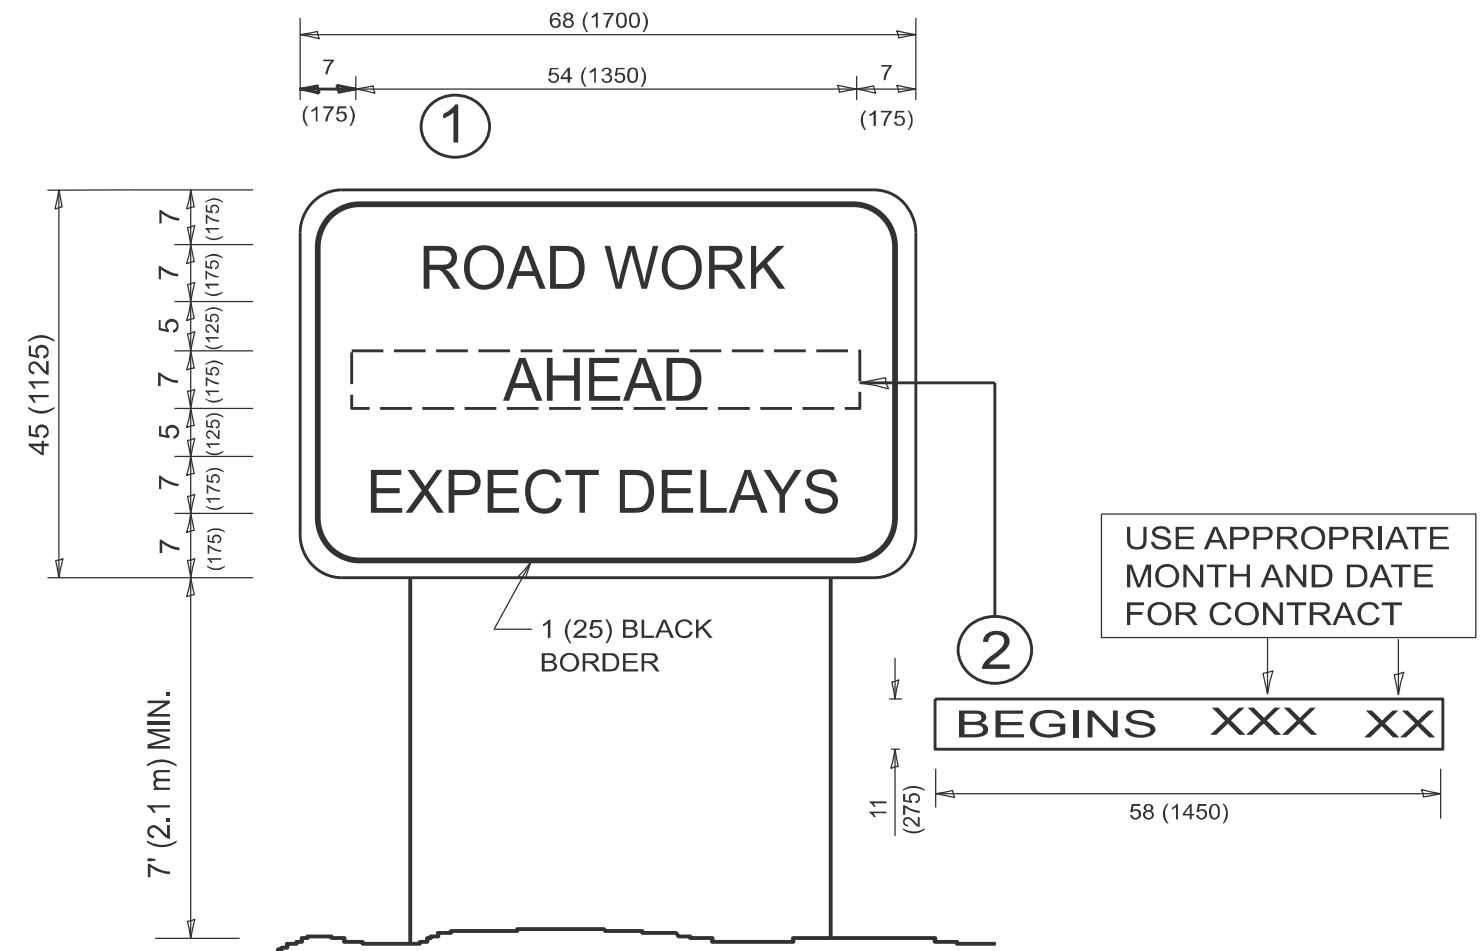 68 (1700)
7
54 (1350)
7
(175)
(175)
1
7
(175)
7
(175)
5
(125)
7
(175)
5
(125)
7
(175)
7
(175)
45 (1125)
ROAD WORK
AHEAD
EXPECT DELAYS
1 (25) BLACK
BORDER
7' (2.1 m) MIN.
2
USE APPROPRIATE
MONTH AND DATE
FOR CONTRACT
BEGINS XXX XX
11
(275)
58 (1450)